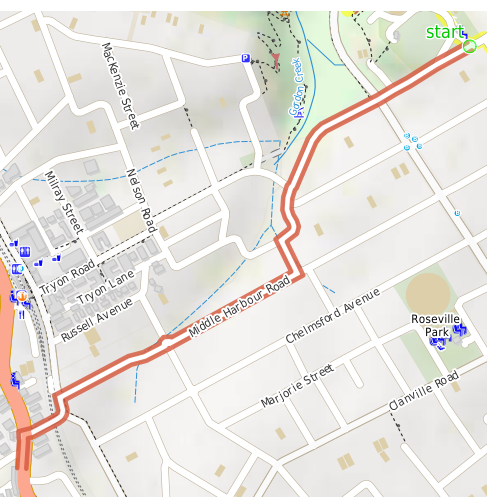 start
MacKenzie Street
Gordon Creek
P
Millray Street
Nelson Road
Tryon Road
Tryon Lane
Russell Avenue
Middle Harbour Road
Chelmsford Avenue
Roseville
Park
Marjorie Street
Clanville Road